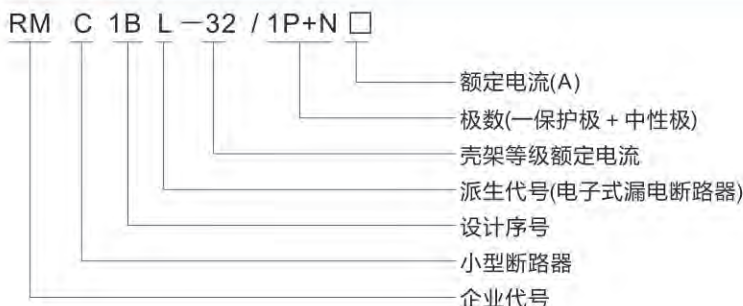 RM C 1B L －32 / 1P+N □
额定电流(A)
极数(一保护极 + 中性极)
壳架等级额定电流
派生代号(电子式漏电断路器)
设计序号
小型断路器
企业代号